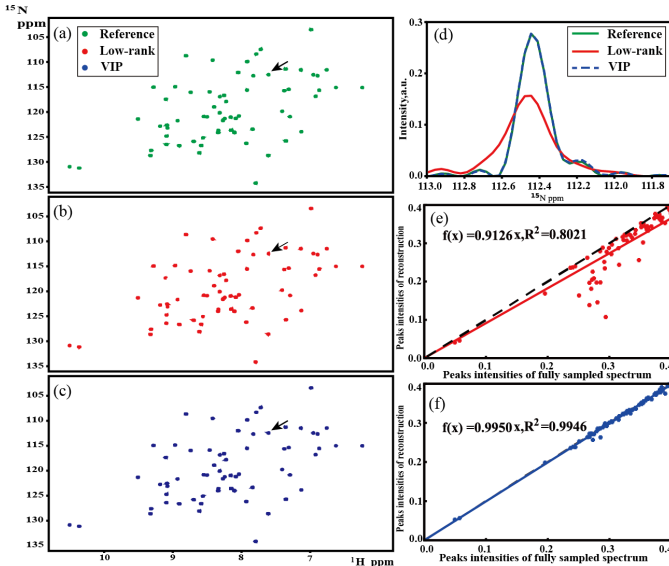 15N
ppm
(a)
Reference
Low-rank
VIP
105
110
115
120
125
130
135
(b)
105
110
115
120
125
130
135
(c)
105
110
115
120
125
130
135
10
9
8
7
1H ppm
(d)
Reference
Low-rank
VIP
Intensity,a.u.
0.3
0.2
0.1
0
113.0
112.8
112.6
112.4
112.2
112.0
111.8
15N ppm
(e)
f(x)=0.9126x,R2=0.8021
Peaks intensities of reconstruction
0.4
0.3
0.2
0.1
0.0
0.1
0.2
0.3
0.4
Peaks intensities of fully sampled spectrum
(f)
f(x)=0.9950x,R2=0.9946
Peaks intensities of reconstruction
0.4
0.3
0.2
0.1
0.0
0.0
0.1
0.2
0.3
0.4
Peaks intensities of fully sampled spectrum